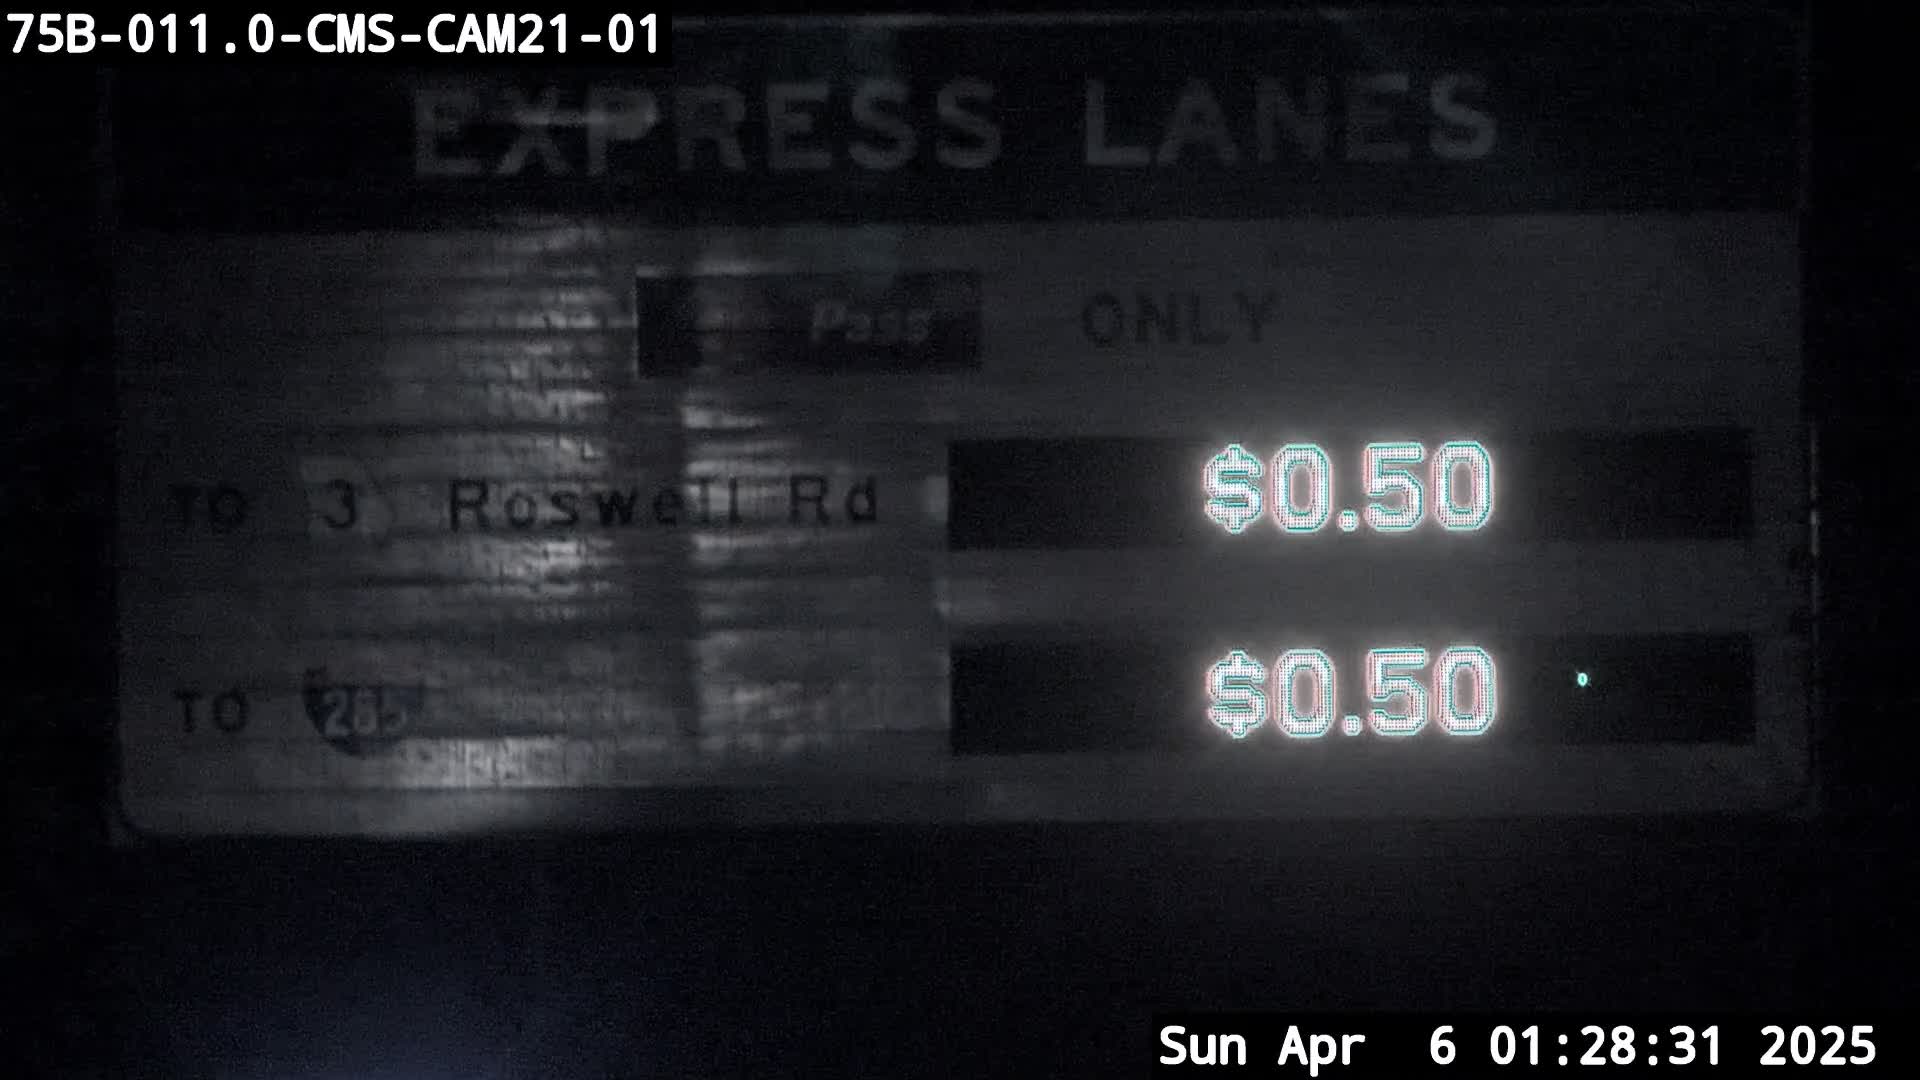 75B-011.0-CMS-CAM21-01
EXPRESS LANES
Pass ONLY
TO 3 Roswell Rd $0.50
TO 285 $0.50
Sun Apr 6 01:28:31 2025